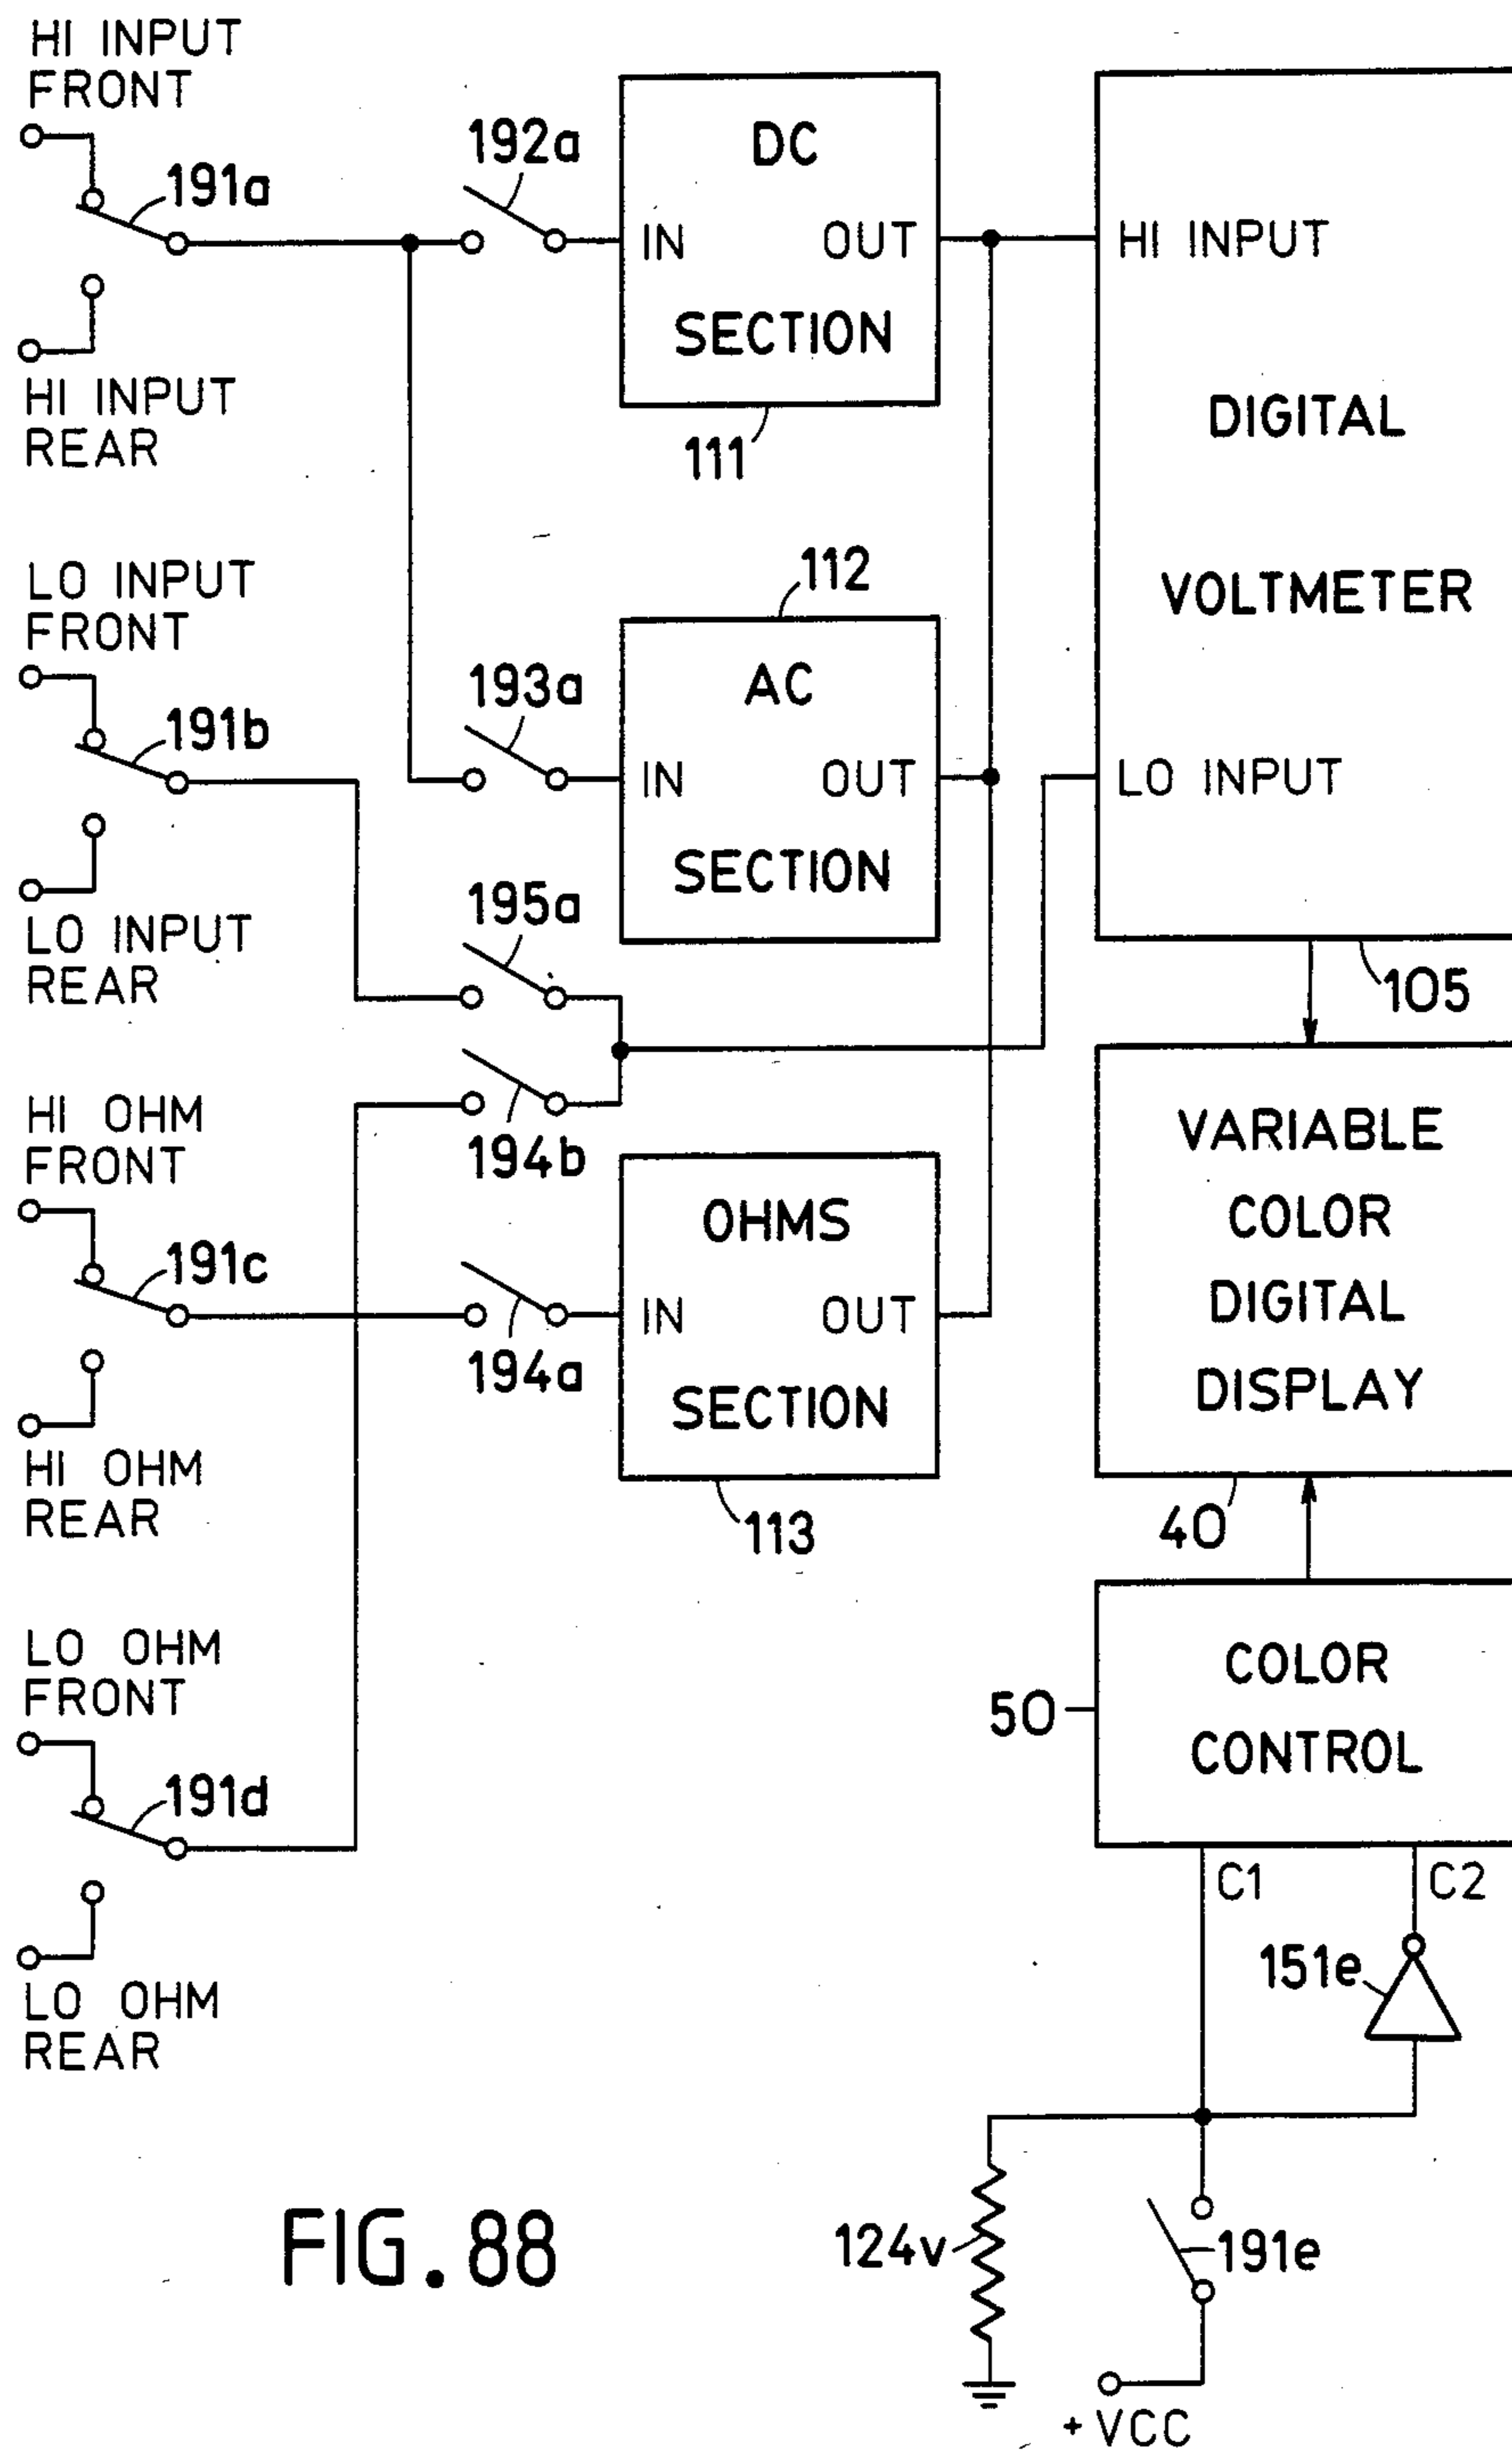 HI INPUT
FRONT
191a
HI INPUT
REAR
192a
DC
IN OUT
SECTION
111
HI INPUT
DIGITAL
VOLTMETER
LO INPUT
105
LO INPUT
FRONT
191b
LO INPUT
REAR
193a
112
AC
IN OUT
SECTION
195a
194b
HI OHM
FRONT
191c
HI OHM
REAR
194a
OHMS
IN OUT
SECTION
113
VARIABLE
COLOR
DIGITAL
DISPLAY
40
LO OHM
FRONT
191d
LO OHM
REAR
50
COLOR
CONTROL
C1 C2
151e
124v
191e
+VCC
FIG. 88